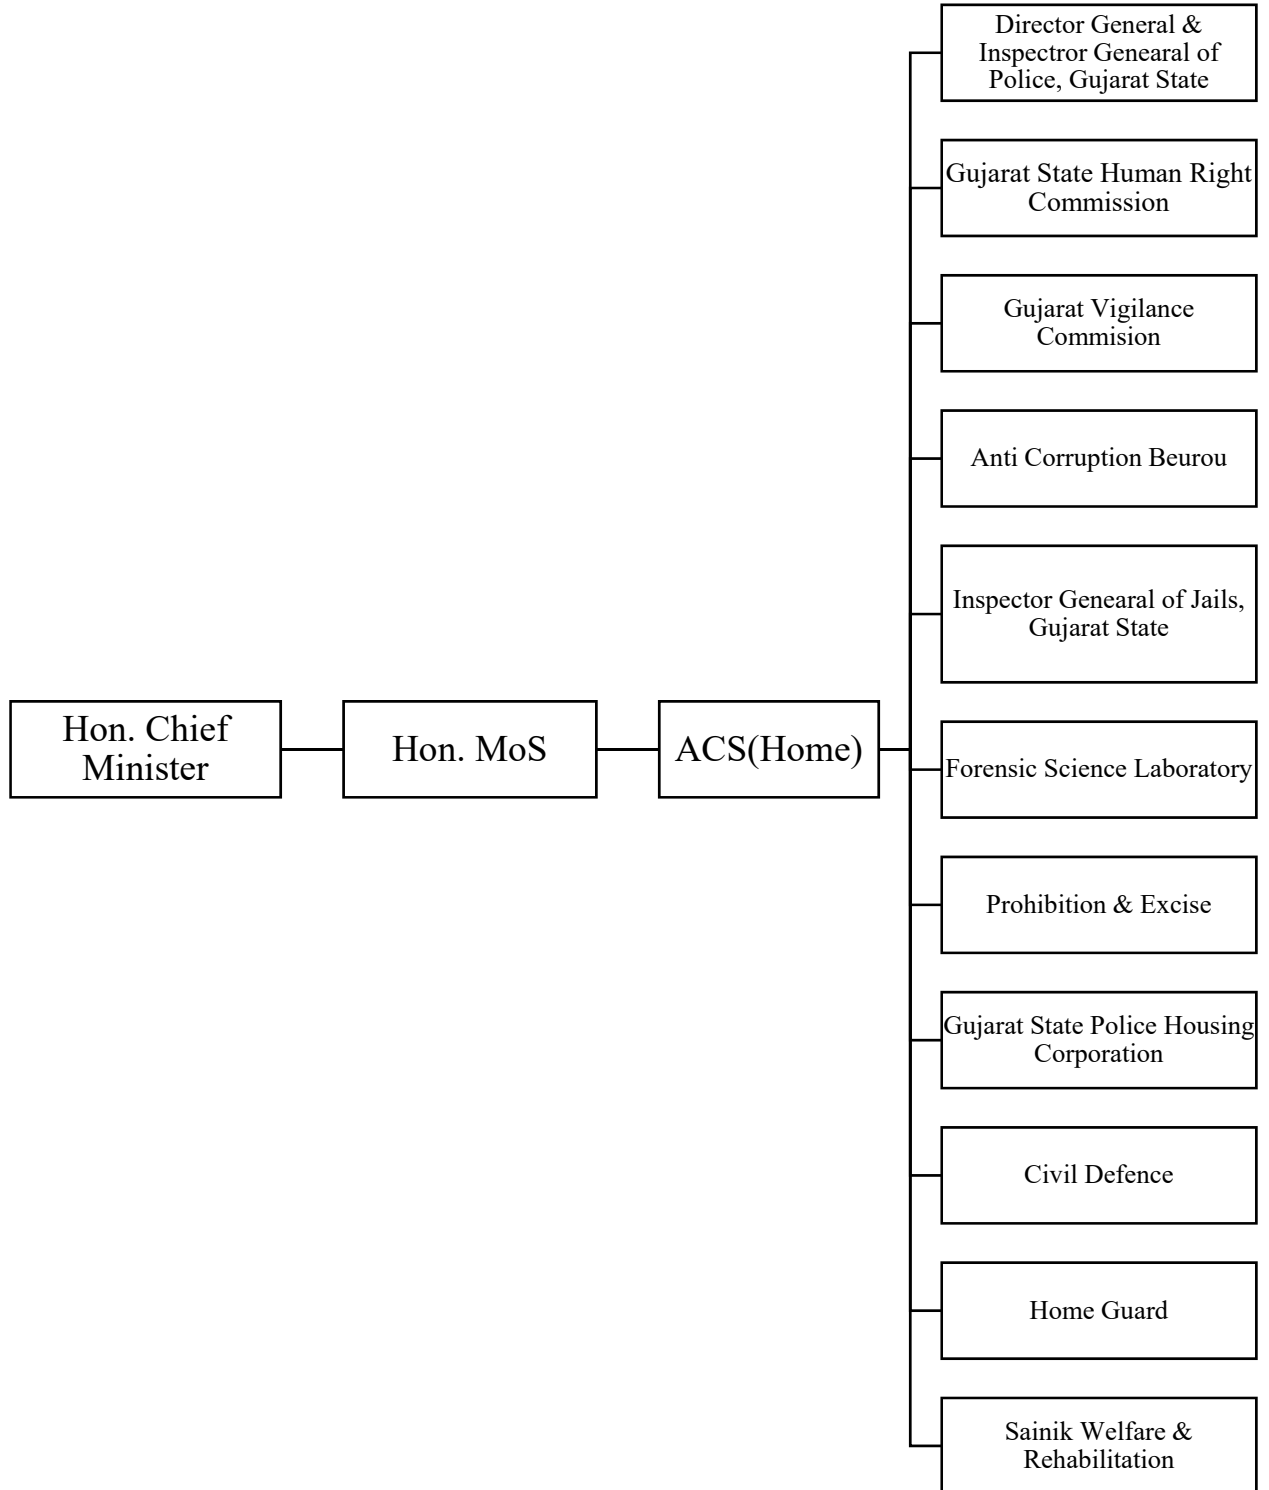 Hon. Chief
Minister
Hon. MoS
ACS(Home)
Director General &
Inspectror Genearal of
Police, Gujarat State
Gujarat State Human Right
Commission
Gujarat Vigilance
Commision
Anti Corruption Beurou
Inspector Genearal of Jails,
Gujarat State
Forensic Science Laboratory
Prohibition & Excise
Gujarat State Police Housing
Corporation
Civil Defence
Home Guard
Sainik Welfare &
Rehabilitation